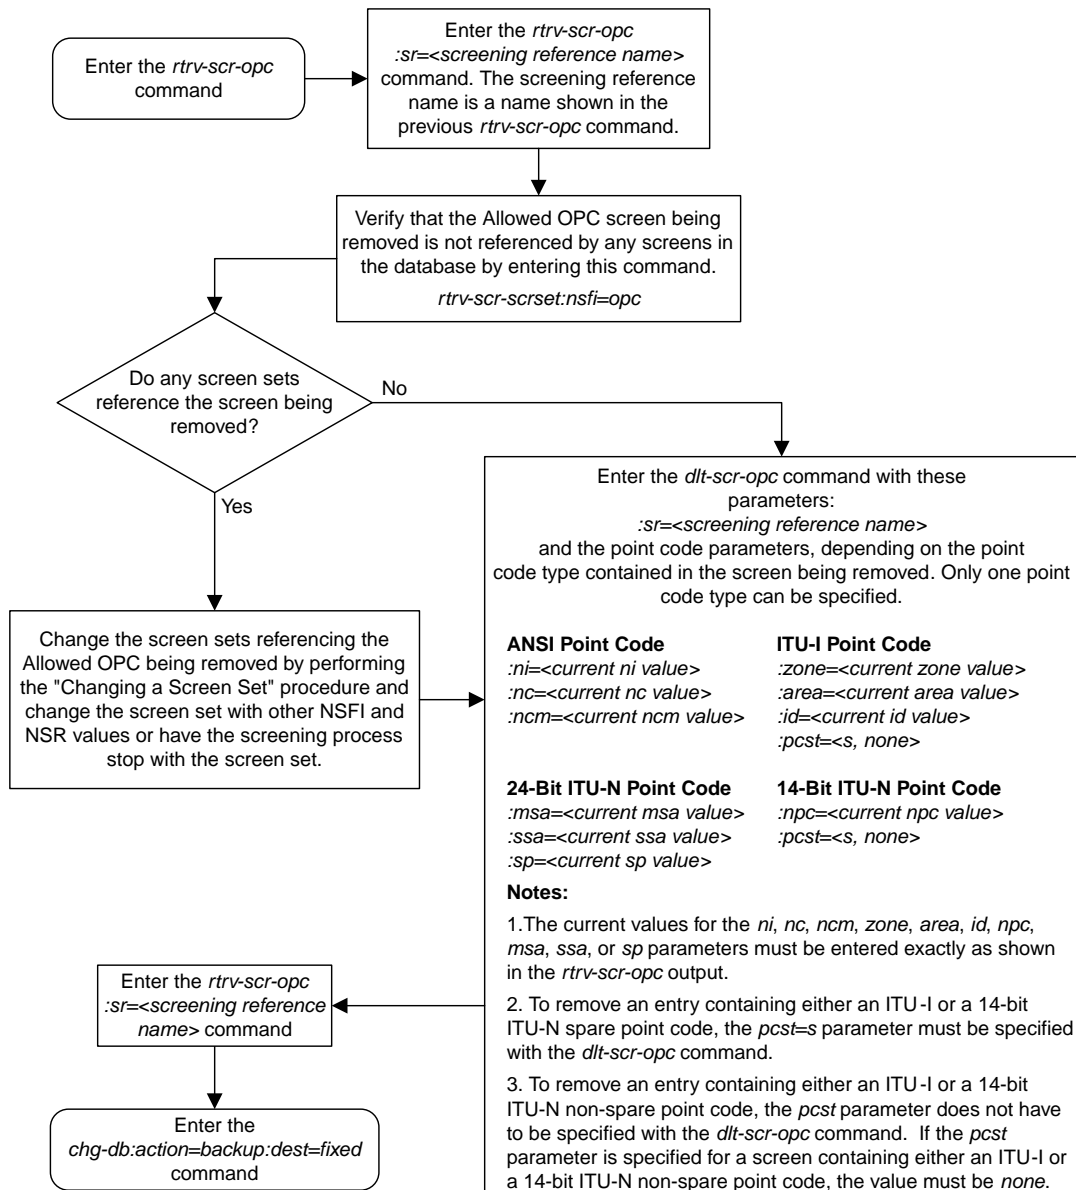 Enter the rtrv-scr-opc
command
Enter the rtrv-scr-opc
:sr=<screening reference name>
command. The screening reference
name is a name shown in the
previous rtrv-scr-opc command.
Verify that the Allowed OPC screen being
removed is not referenced by any screens in
the database by entering this command.
rtrv-scr-scrset:nsfi=opc
Do any screen sets
reference the screen being
removed?
No
Yes
Change the screen sets referencing the
Allowed OPC being removed by performing
the "Changing a Screen Set" procedure and
change the screen set with other NSFI and
NSR values or have the screening process
stop with the screen set.
Enter the dlt-scr-opc command with these
parameters:
:sr=<screening reference name>
and the point code parameters, depending on the point
code type contained in the screen being removed. Only one point
code type can be specified.
ANSI Point Code
:ni=<current ni value>
:nc=<current nc value>
:ncm=<current ncm value>
ITU-I Point Code
:zone=<current zone value>
:area=<current area value>
:id=<current id value>
:pcst=<s, none>
24-Bit ITU-N Point Code
:msa=<current msa value>
:ssa=<current ssa value>
:sp=<current sp value>
14-Bit ITU-N Point Code
:npc=<current npc value>
:pcst=<s, none>
Notes:
1.The current values for the ni, nc, ncm, zone, area, id, npc,
msa, ssa, or sp parameters must be entered exactly as shown
in the rtrv-scr-opc output.
2. To remove an entry containing either an ITU-I or a 14-bit
ITU-N spare point code, the pcst=s parameter must be specified
with the dlt-scr-opc command.
3. To remove an entry containing either an ITU-I or a 14-bit
ITU-N non-spare point code, the pcst parameter does not have
to be specified with the dlt-scr-opc command. If the pcst
parameter is specified for a screen containing either an ITU-I or
a 14-bit ITU-N non-spare point code, the value must be none.
Enter the rtrv-scr-opc
:sr=<screening reference
name> command
Enter the
chg-db:action=backup:dest=fixed
command